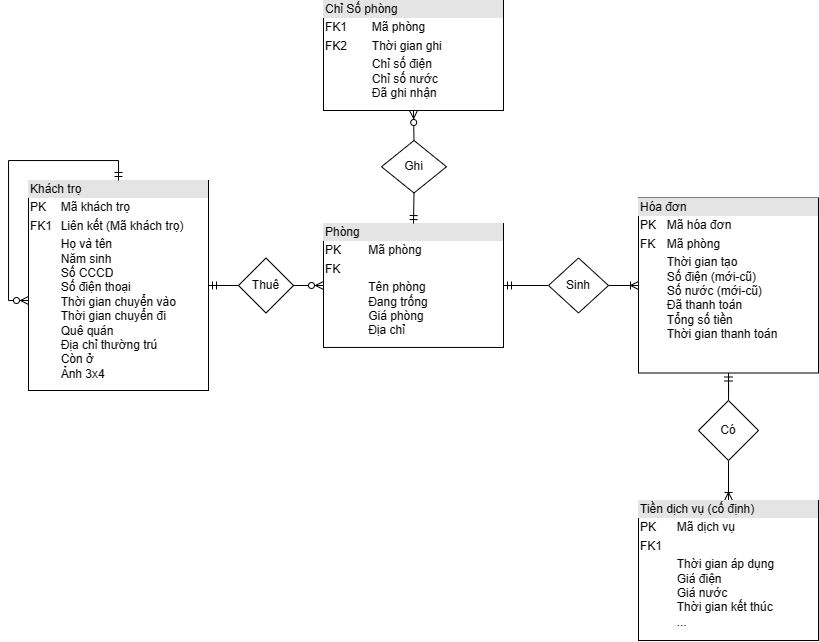 Chỉ Số phòng
FK1 Mã phòng
FK2 Thời gian ghi
Chỉ số điện
Chỉ số nước
Đã ghi nhận
Ghi
Khách trọ
PK Mã khách trọ
FK1 Liên kết (Mã khách trọ)
Họ và tên
Năm sinh
Số CCCD
Số điện thoại
Thời gian chuyển vào
Thời gian chuyển đi
Quê quán
Địa chỉ thường trú
Còn ở
Ảnh 3x4
Thuê
Phòng
PK Mã phòng
FK
Tên phòng
Đang trống
Giá phòng
Địa chỉ
Sinh
Hóa đơn
PK Mã hóa đơn
FK Mã phòng
Thời gian tạo
Số điện (mới-cũ)
Số nước (mới-cũ)
Đã thanh toán
Tổng số tiền
Thời gian thanh toán
Có
Tiền dịch vụ (cố định)
PK Mã dịch vụ
FK1
Thời gian áp dụng
Giá điện
Giá nước
Thời gian kết thúc
...